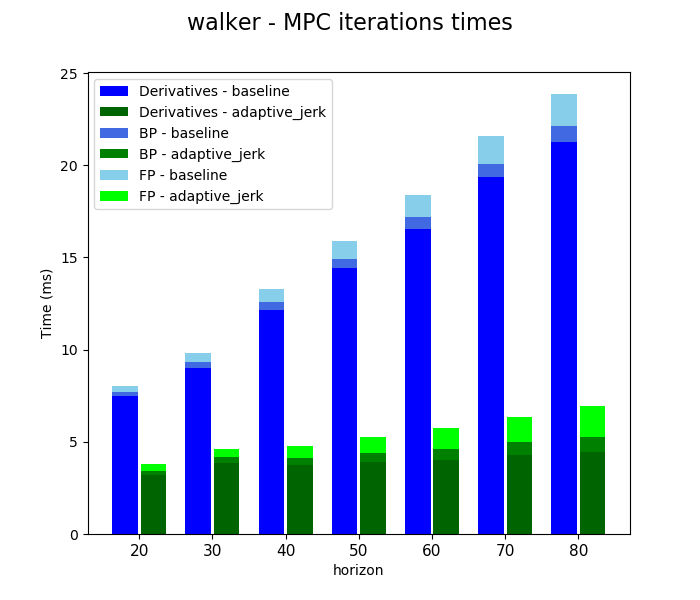 walker - MPC iterations times
25
20
15
10
5
0
Time (ms)
Derivatives - baseline
Derivatives - adaptive_jerk
BP - baseline
BP - adaptive_jerk
FP - baseline
FP - adaptive_jerk
20 30 40 50 60 70 80
horizon